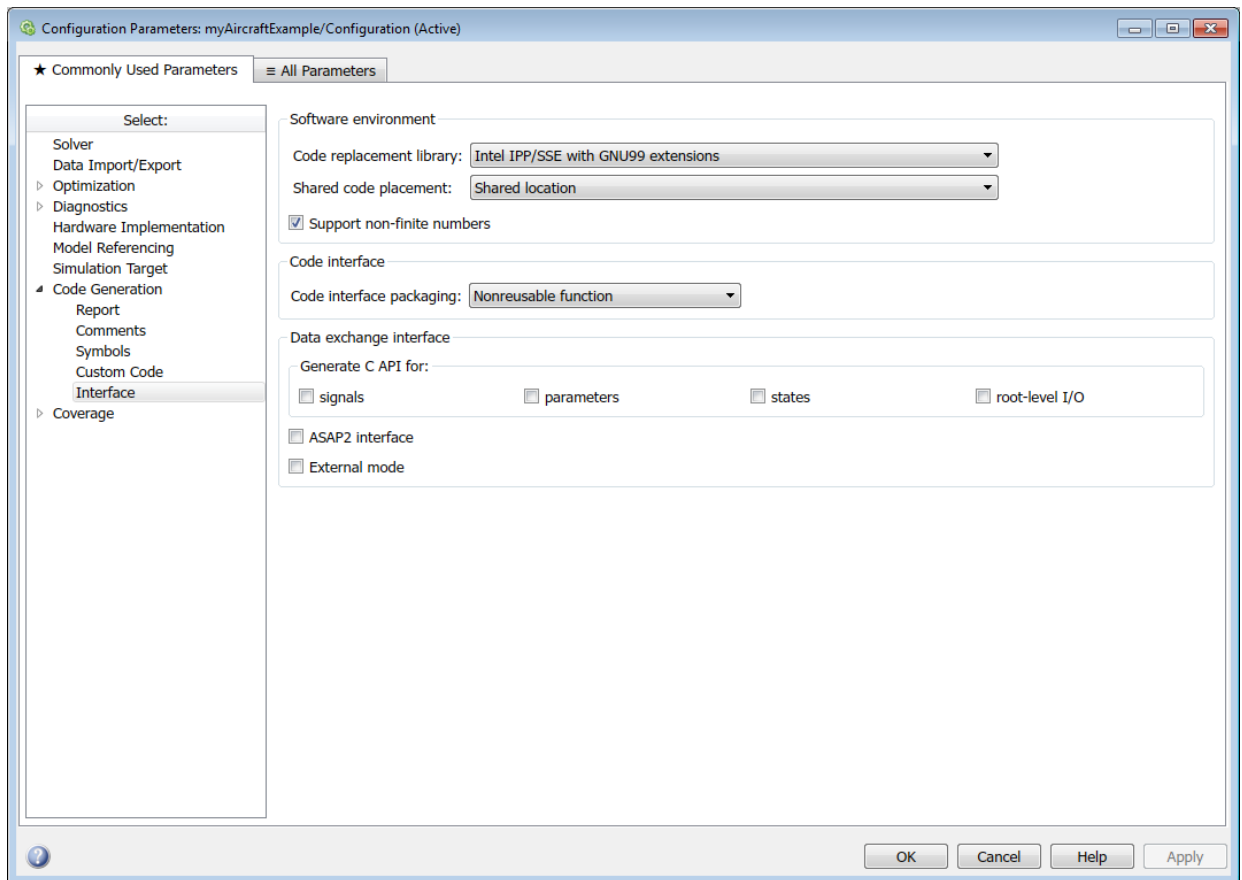 Configuration Parameters: myAircraftExample/Configuration (Active)
★ Commonly Used Parameters
≡ All Parameters
Select:
Solver
Data Import/Export
Optimization
Diagnostics
Hardware Implementation
Model Referencing
Simulation Target
Code Generation
Report
Comments
Symbols
Custom Code
Interface
Coverage
Software environment
Code replacement library: Intel IPP/SSE with GNU99 extensions
Shared code placement: Shared location
Support non-finite numbers
Code interface
Code interface packaging: Nonreusable function
Data exchange interface
Generate C API for:
signals parameters states root-level I/O
ASAP2 interface
External mode
OK Cancel Help Apply